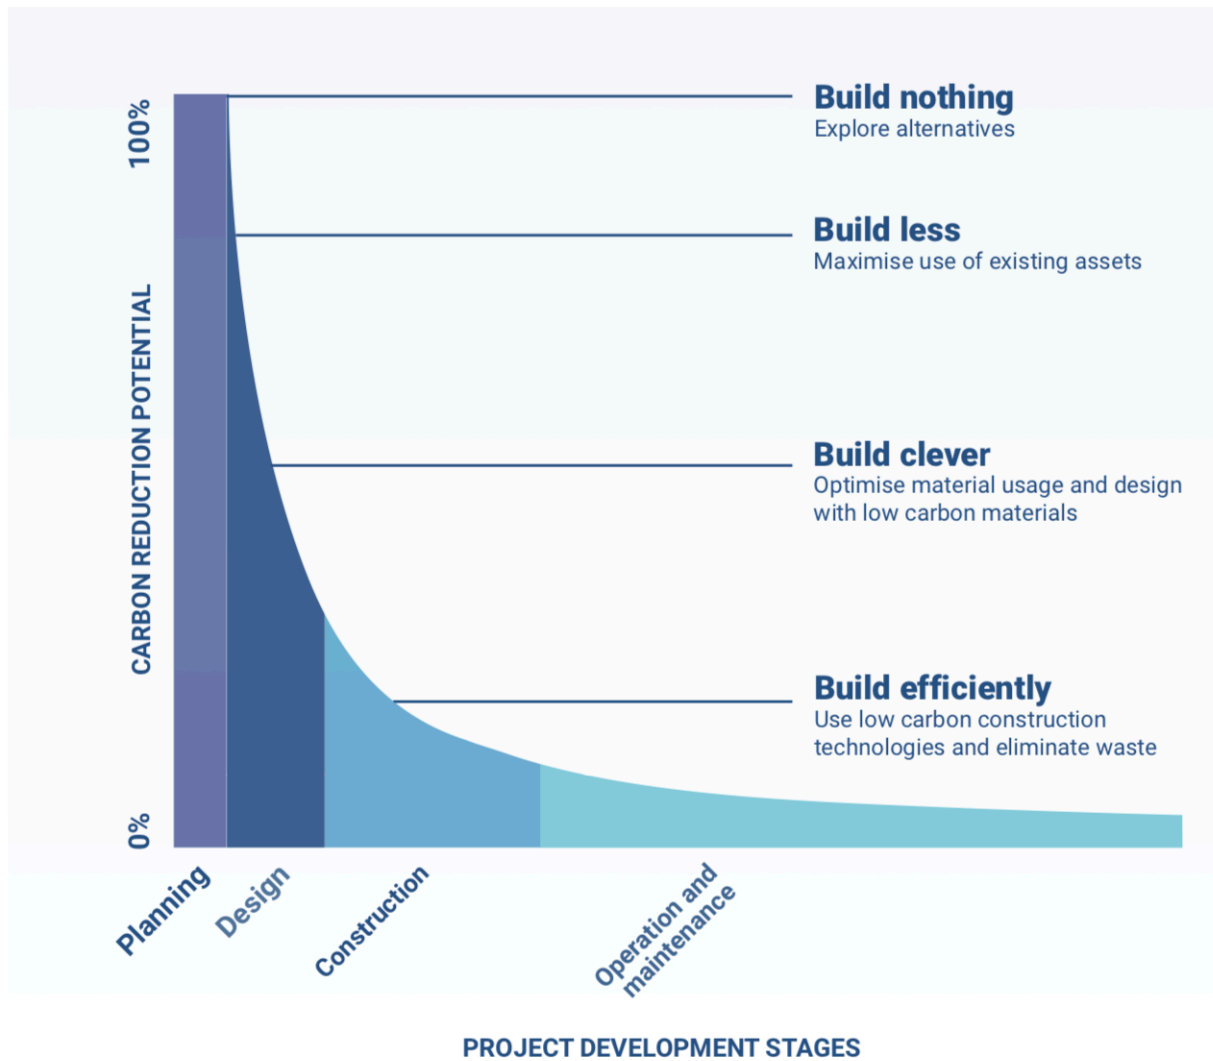 100%
CARBON REDUCTION POTENTIAL
0%
Build nothing
Explore alternatives
Build less
Maximise use of existing assets
Build clever
Optimise material usage and design
with low carbon materials
Build efficiently
Use low carbon construction
technologies and eliminate waste
Planning
Design
Construction
Operation and
maintenance
PROJECT DEVELOPMENT STAGES